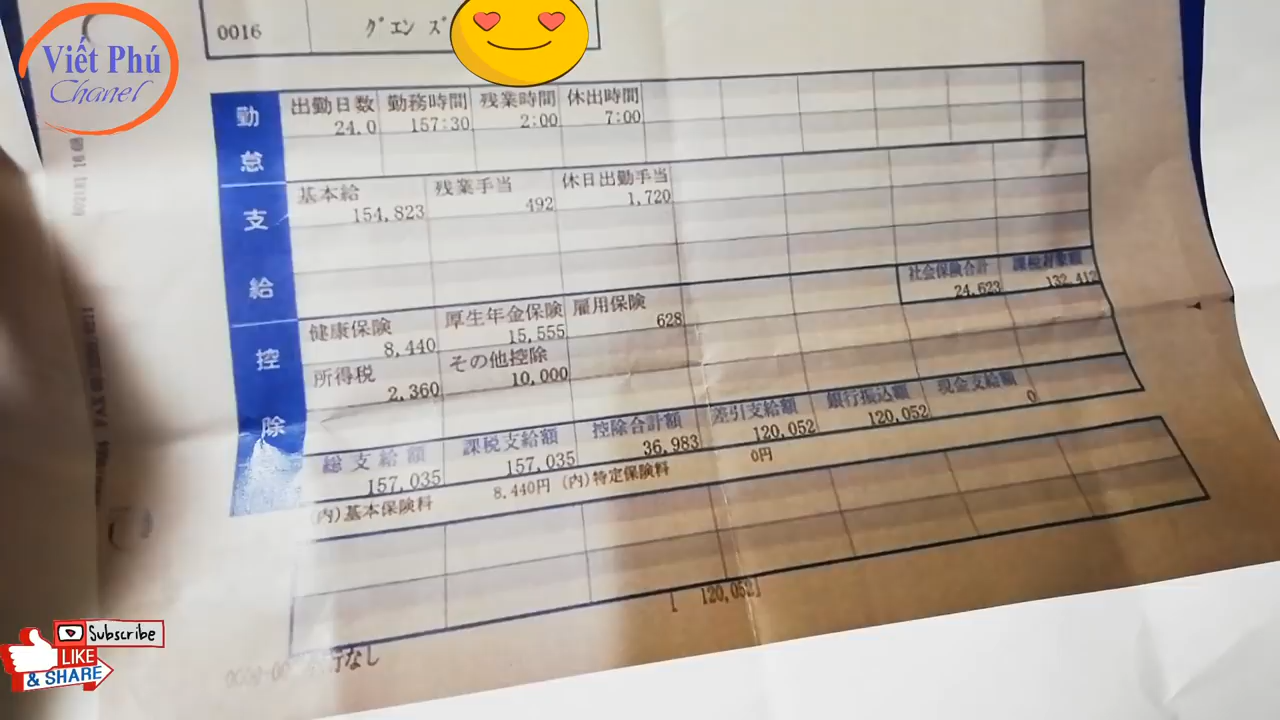 Viết Phú
Chanel
0016 グエン ズ
勤怠
出勤日数 勤務時間 残業時間 休出時間
24.0 157:30 2:00 7:00
支給
基本給 残業手当 休日出勤手当
154,823 492 1,720
社会保険合計 課税対象額
24,623 132,412
控除
健康保険 厚生年金保険 雇用保険
8,440 15,555 628
所得税 その他控除
2,360 10,000
総支給額 課税支給額 控除合計額 差引支給額 銀行振込額 現金支給額
157,035 157,035 36,983 120,052 120,052 0
(内)基本保険料 8,440円 (内)特定保険料 0円
[ 120,052]
行なし
Subscribe
LIKE
& SHARE